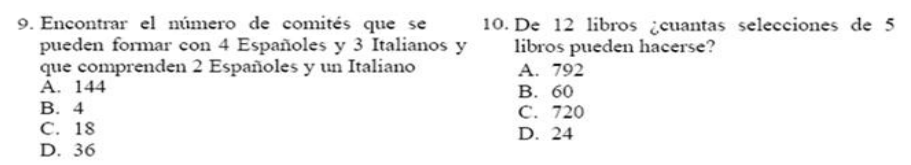 9. Encontrar el número de comités que se
pueden formar con 4 Españoles y 3 Italianos y
que comprenden 2 Españoles y un Italiano
A. 144
B. 4
C. 18
D. 36
10. De 12 libros ¿cuantas selecciones de 5
libros pueden hacerse?
A. 792
B. 60
C. 720
D. 24